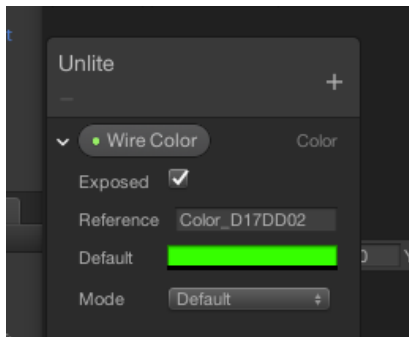 t
Unlite
Wire Color Color
Exposed
Reference Color_D17DD02
Default
Mode Default